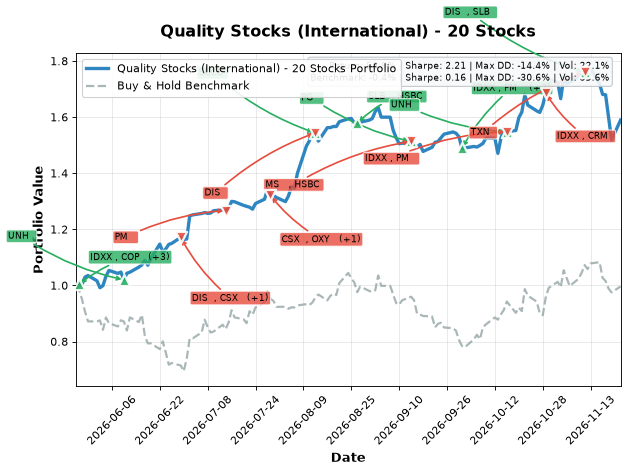 DIS , SLB
Quality Stocks (International) - 20 Stocks
Quality Stocks (International) - 20 Stocks Portfolio
Buy & Hold Benchmark
Sharpe: 2.21 | Max DD: -14.4% | Vol:
Sharpe: 0.16 | Max DD: -30.6% | Vol:
HSBC
UNH
IDXX, PM
TXN
IDXX , CRM
IDXX, PM
DIS
MS , HSBC
UNH
PM
CSX , OXY (+1)
IDXX , COP (+3)
DIS , CSX (+1)
Portfolio Value
1.8
1.6
1.4
1.2
1.0
0.8
2026-06-06
2026-06-22
2026-07-08
2026-07-24
2026-08-09
2026-08-25
2026-09-10
2026-09-26
2026-10-12
2026-10-28
2026-11-13
Date